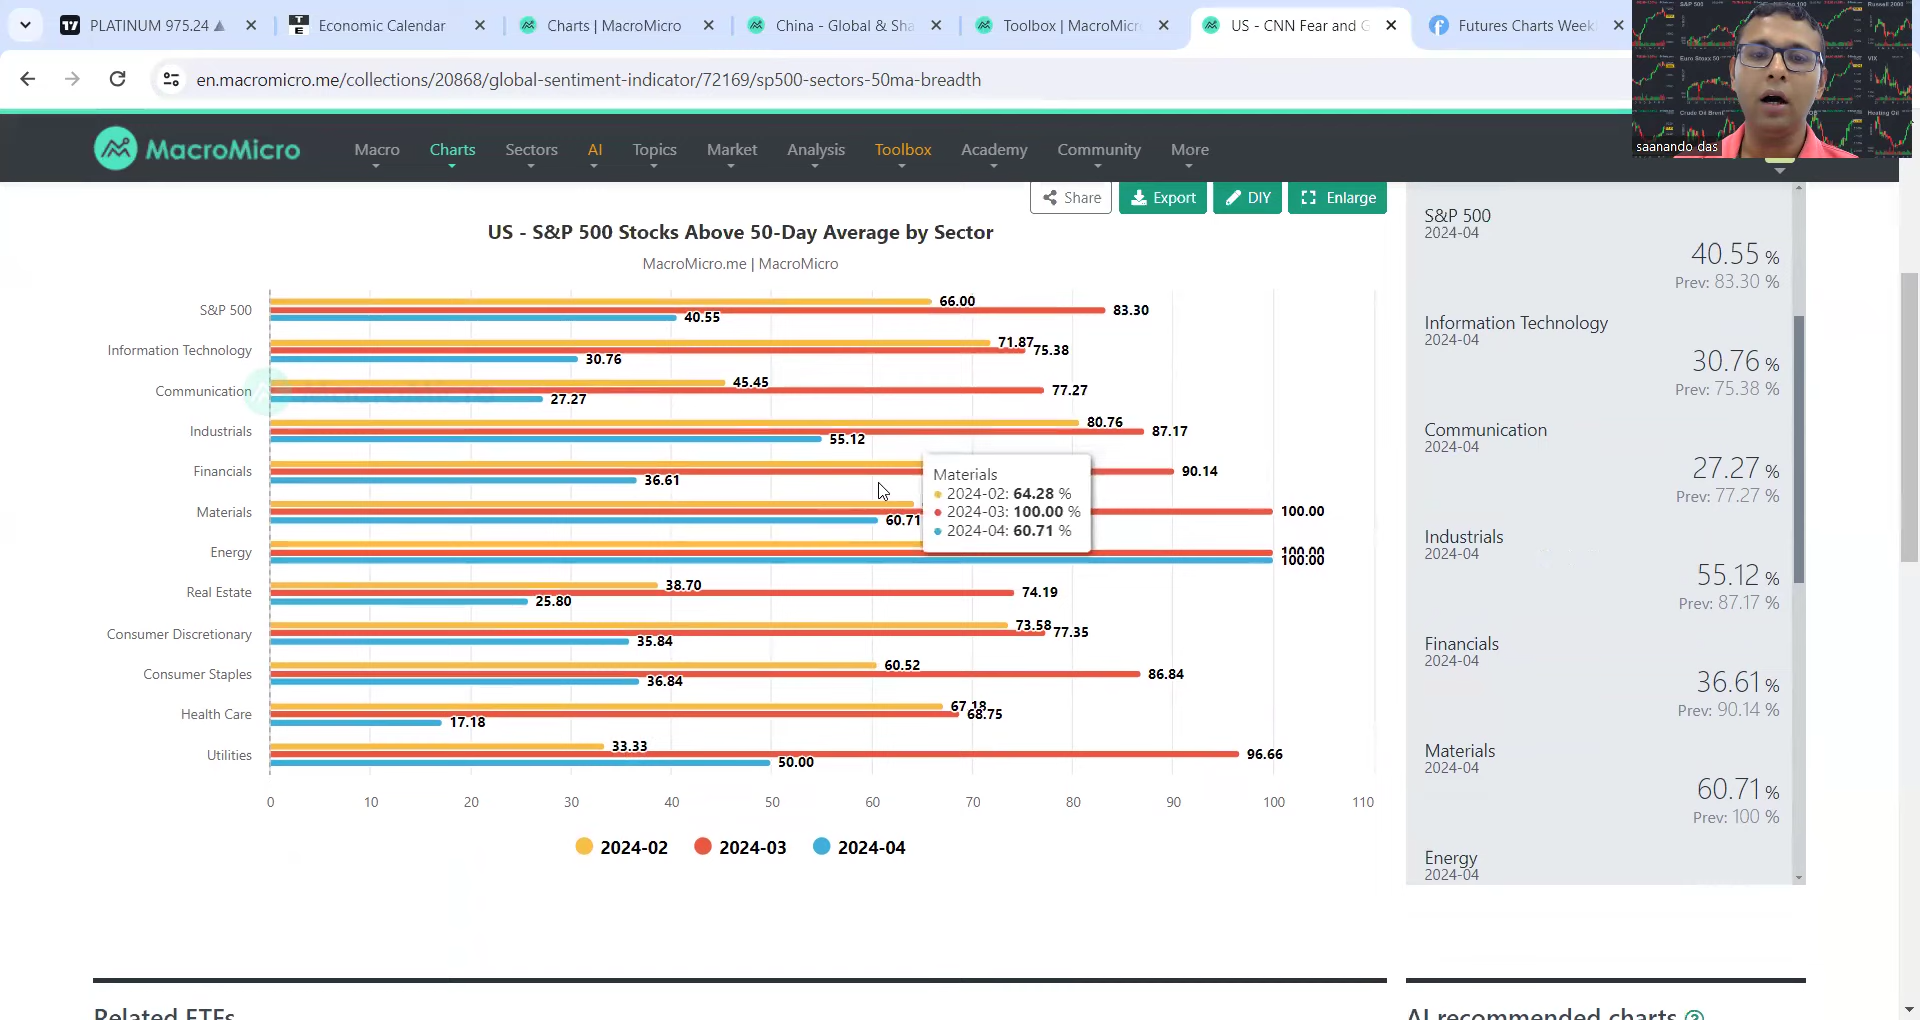 PLATINUM 975.24
Economic Calendar
Charts | MacroMicro
China - Global & Sha
Toolbox | MacroMicro
US - CNN Fear and G
Futures Charts Week
en.macromicro.me/collections/20868/global-sentiment-indicator/72169/sp500-sectors-50ma-breadth
saanando das
MacroMicro
Macro
Charts
Sectors
AI
Topics
Market
Analysis
Toolbox
Academy
Community
More
Share
Export
DIY
Enlarge
US - S&P 500 Stocks Above 50-Day Average by Sector
MacroMicro.me | MacroMicro
S&P 500
66.00
83.30
40.55
Information Technology
71.87
75.38
30.76
Communication
45.45
77.27
27.27
Industrials
80.76
87.17
55.12
Financials
90.14
36.61
Materials
100.00
60.71
Materials
2024-02: 64.28 %
2024-03: 100.00 %
2024-04: 60.71 %
Energy
100.00
100.00
Real Estate
38.70
74.19
25.80
Consumer Discretionary
73.58
77.35
35.84
Consumer Staples
60.52
86.84
36.84
Health Care
67.18
68.75
17.18
Utilities
33.33
96.66
50.00
0 10 20 30 40 50 60 70 80 90 100 110
2024-02 2024-03 2024-04
S&P 500
2024-04
40.55 %
Prev: 83.30 %
Information Technology
2024-04
30.76 %
Prev: 75.38 %
Communication
2024-04
27.27 %
Prev: 77.27 %
Industrials
2024-04
55.12 %
Prev: 87.17 %
Financials
2024-04
36.61 %
Prev: 90.14 %
Materials
2024-04
60.71 %
Prev: 100 %
Energy
2024-04
Related ETFs
AI recommended charts